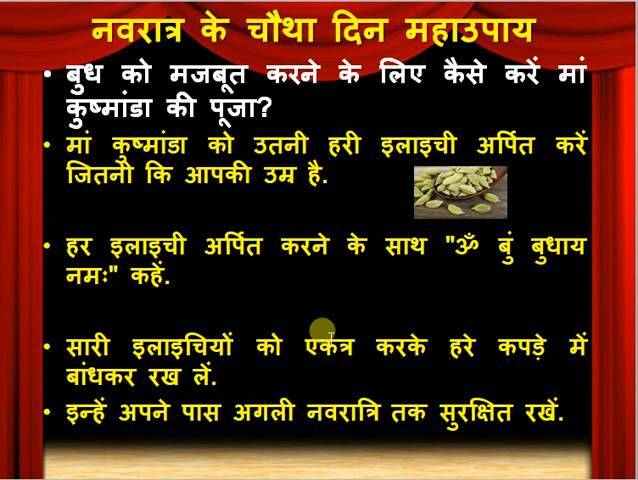 नवरात्र के चौथा दिन महाउपाय
• बुध को मजबूत करने के लिए कैसे करें मां
कुष्मांडा की पूजा?
• मां कुष्मांडा को उतनी हरी इलाइची अर्पित करें
जितनी कि आपकी उम्र है.
• हर इलाइची अर्पित करने के साथ "ॐ बुं बुधाय
नमः" कहें.
• सारी इलाइचियों को एकत्र करके हरे कपड़े में
बांधकर रख लें.
• इन्हें अपने पास अगली नवरात्रि तक सुरक्षित रखें.